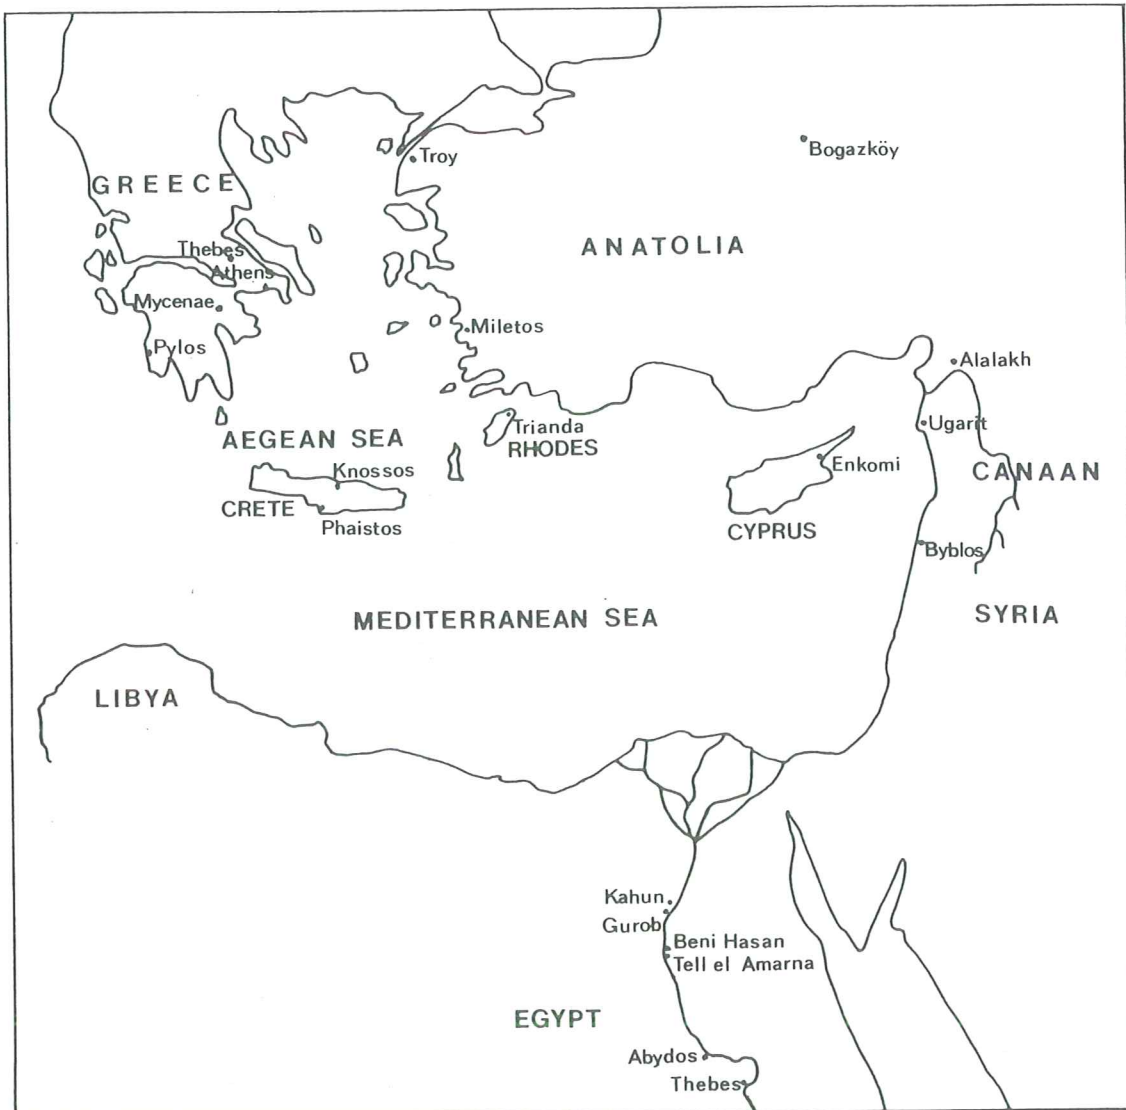 Bogazköy
Troy
GREECE
ANATOLIA
Thebes
Athens
Mycenae
Miletos
Pylos
Alalakh
Ugarit
Trianda
RHODES
AEGEAN SEA
Enkomi
Knossos
CANAAN
CRETE
Phaistos
CYPRUS
Byblos
MEDITERRANEAN SEA
SYRIA
LIBYA
Kahun
Gurob
Beni Hasan
Tell el Amarna
EGYPT
Abydos
Thebes